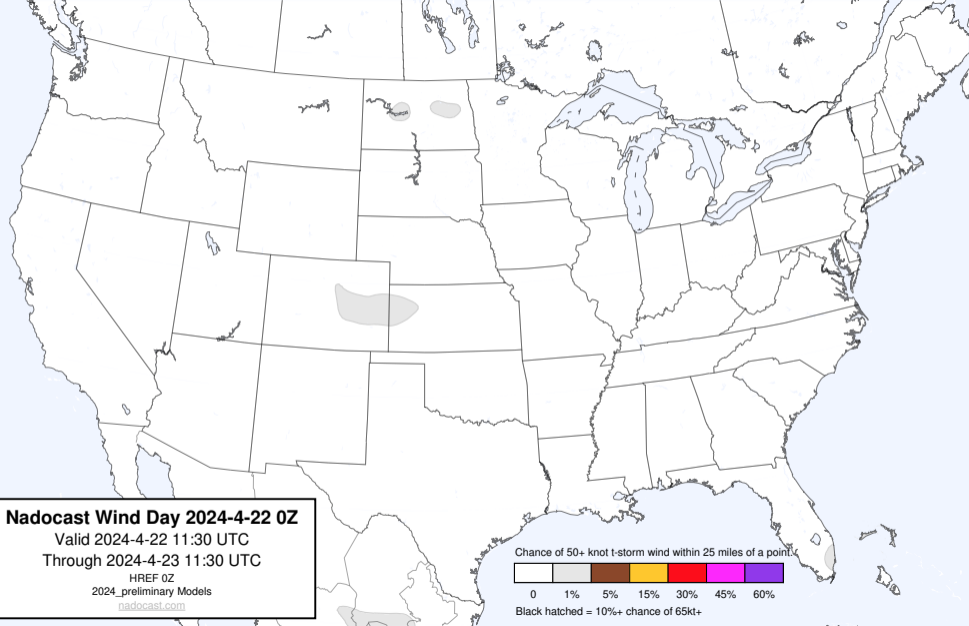 Nadocast Wind Day 2024-4-22 0Z
Valid 2024-4-22 11:30 UTC
Through 2024-4-23 11:30 UTC
HREF 0Z
2024_preliminary Models
nadocast.com
Chance of 50+ knot t-storm wind within 25 miles of a point.
0 1% 5% 15% 30% 45% 60%
Black hatched = 10%+ chance of 65kt+